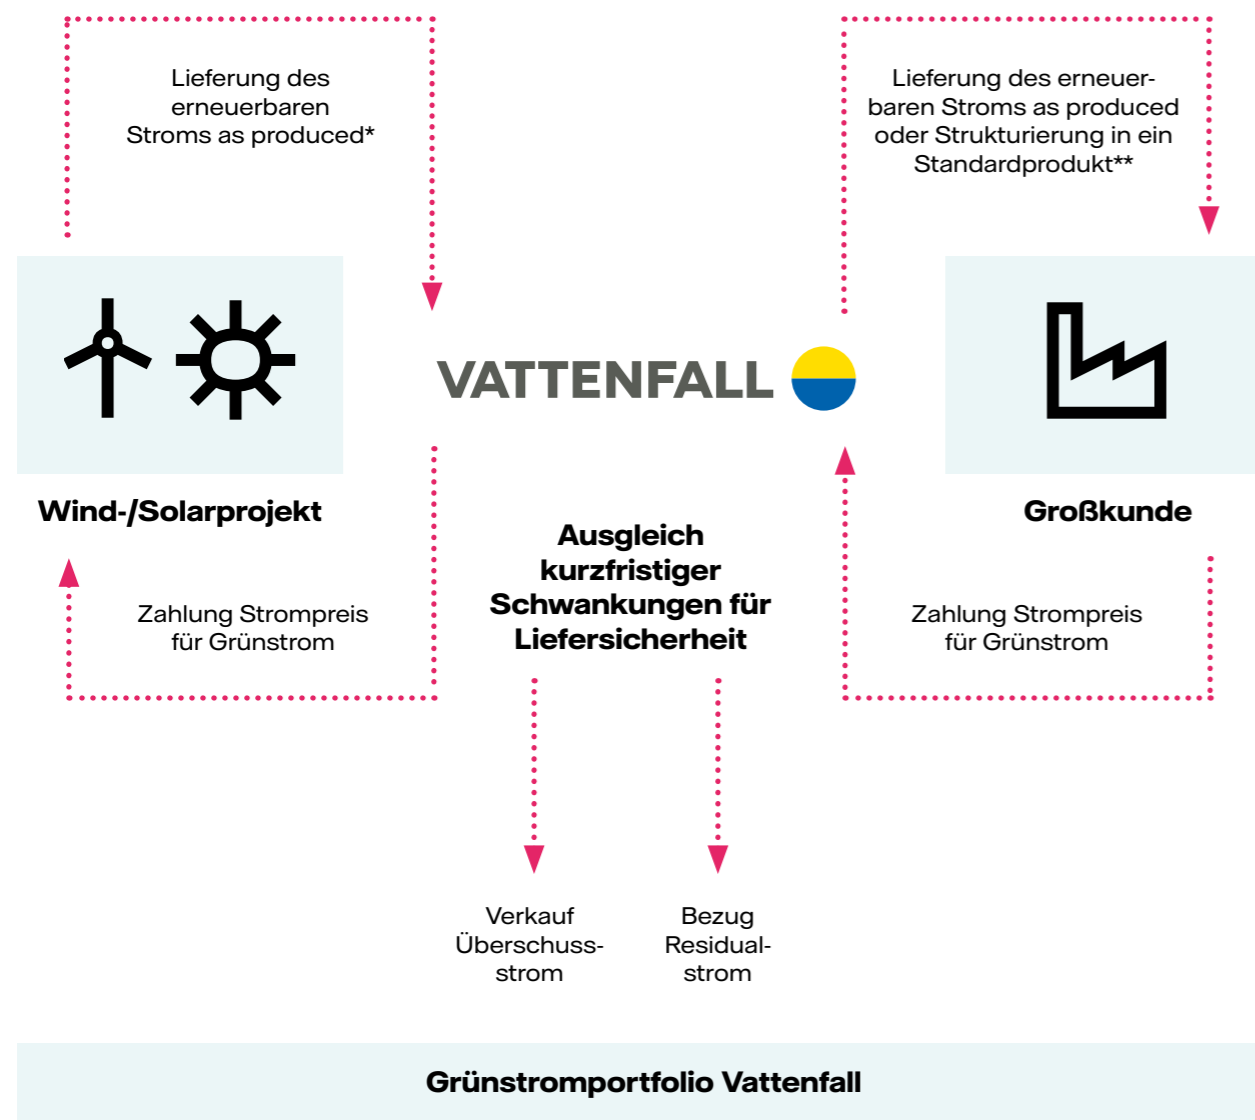 Lieferung des
erneuerbaren
Stroms as produced*
Lieferung des erneuer-
baren Stroms as produced
oder Strukturierung in ein
Standardprodukt**
VATTENFALL
Wind-/Solarprojekt
Großkunde
Ausgleich
kurzfristiger
Schwankungen für
Liefersicherheit
Zahlung Strompreis
für Grünstrom
Zahlung Strompreis
für Grünstrom
Verkauf
Überschuss-
strom
Bezug
Residual-
strom
Grünstromportfolio Vattenfall